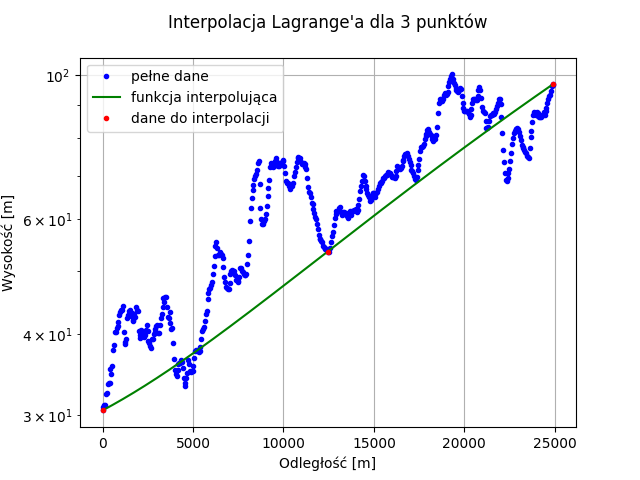 Interpolacja Lagrange'a dla 3 punktów
pełne dane
funkcja interpolująca
dane do interpolacji
Wysokość [m]
10²
6 × 10¹
4 × 10¹
3 × 10¹
0 5000 10000 15000 20000 25000
Odległość [m]